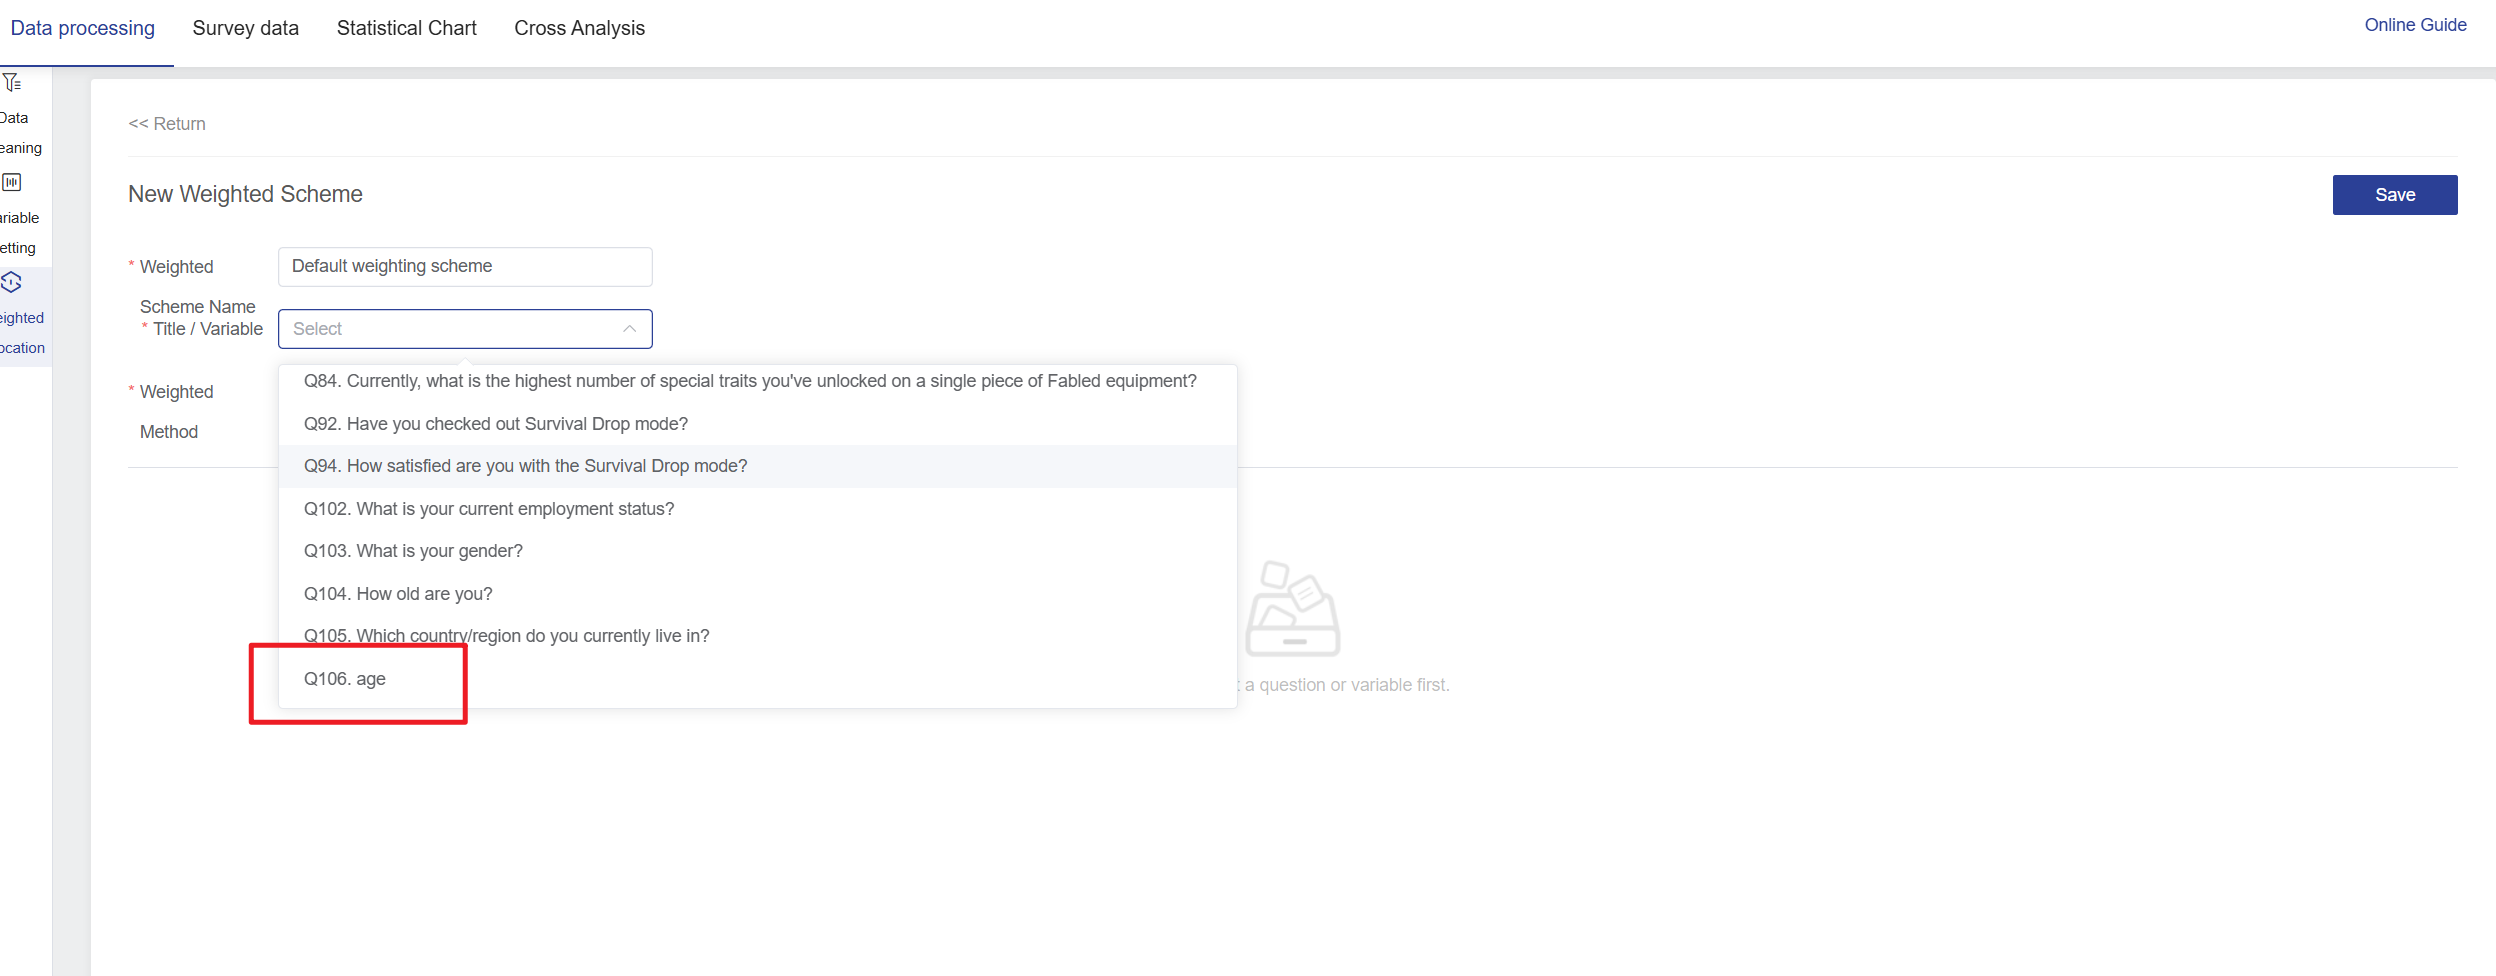 Data processing Survey data Statistical Chart Cross Analysis Online Guide
Data
eaning
ariable
etting
eighted
ocation
<< Return
New Weighted Scheme
Save
* Weighted
Scheme Name
Default weighting scheme
* Title / Variable
Select
* Weighted
Method
Q84. Currently, what is the highest number of special traits you've unlocked on a single piece of Fabled equipment?
Q92. Have you checked out Survival Drop mode?
Q94. How satisfied are you with the Survival Drop mode?
Q102. What is your current employment status?
Q103. What is your gender?
Q104. How old are you?
Q105. Which country/region do you currently live in?
Q106. age
a question or variable first.